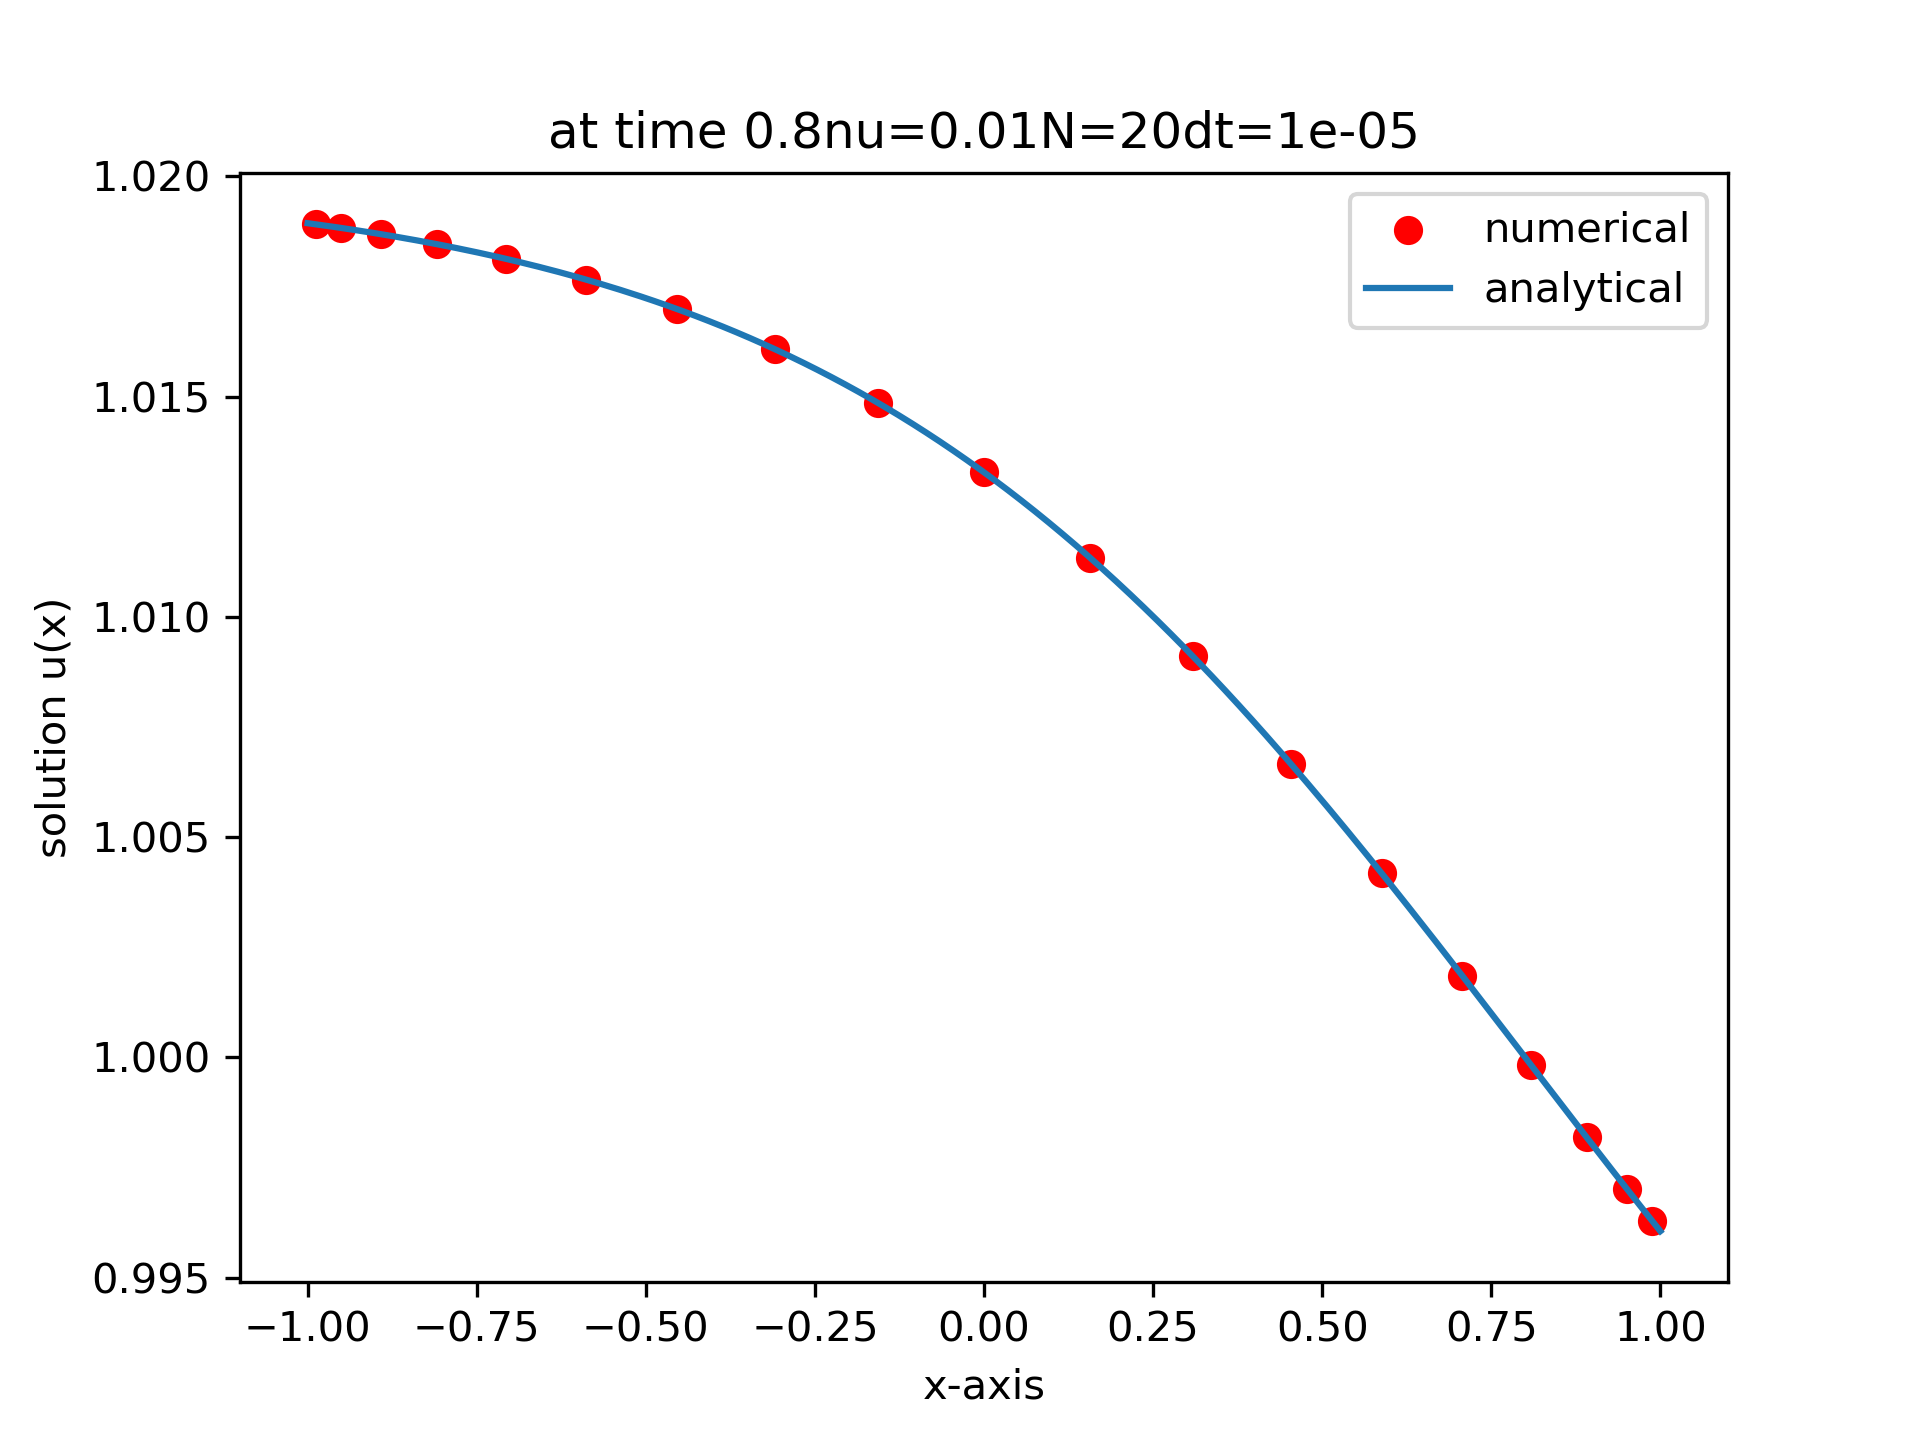 at time 0.8nu=0.01N=20dt=1e-05
numerical
analytical
1.020
1.015
1.010
1.005
1.000
0.995
solution u(x)
−1.00 −0.75 −0.50 −0.25 0.00 0.25 0.50 0.75 1.00
x-axis